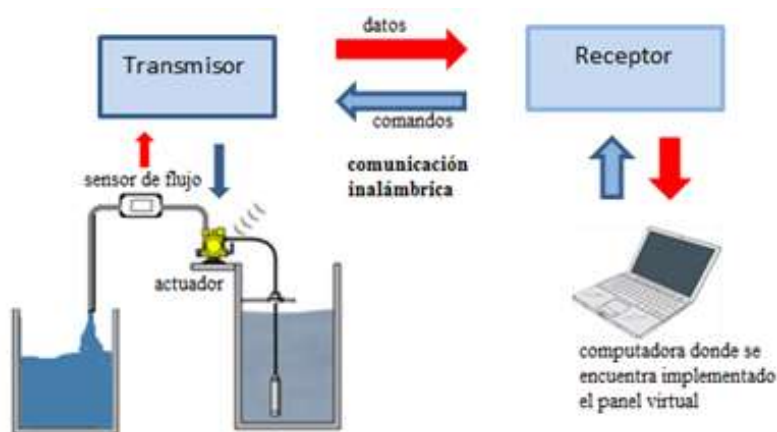 datos
Transmisor
Receptor
comandos
comunicación
inalámbrica
sensor de flujo
actuador
computadora donde se
encuentra implementado
el panel virtual